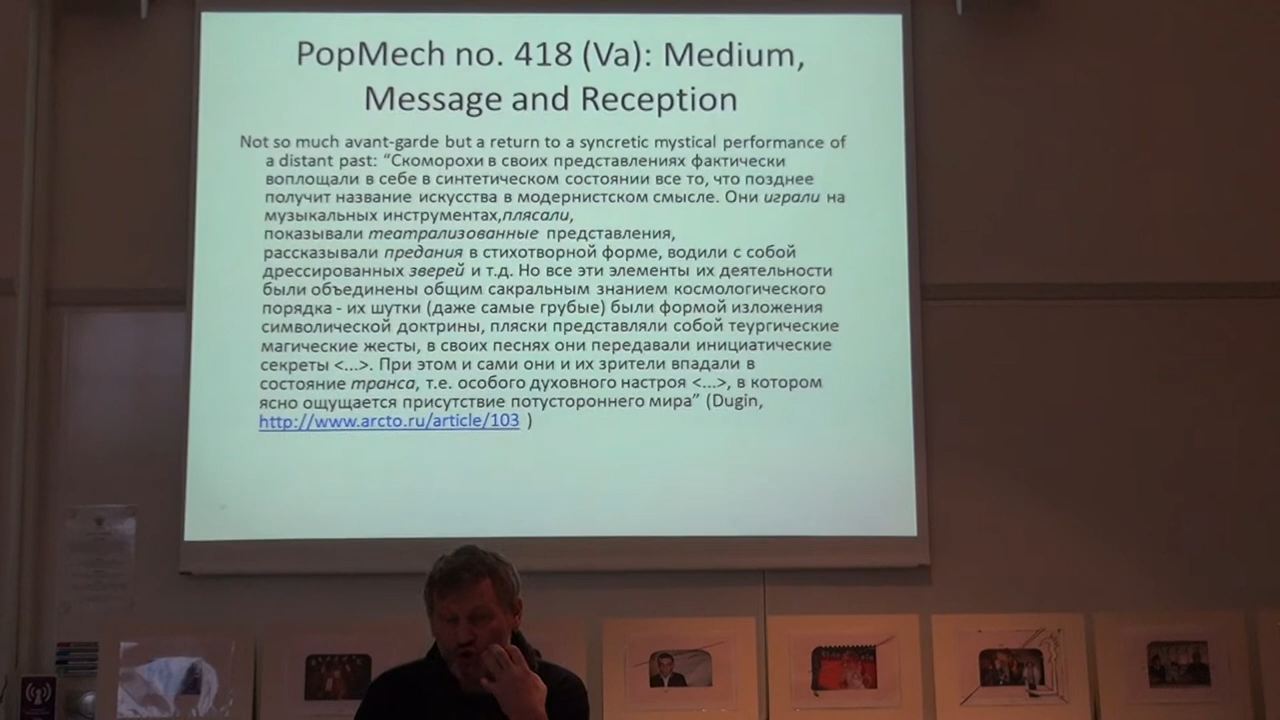 PopMech no. 418 (Va): Medium,
Message and Reception
Not so much avant-garde but a return to a syncretic mystical performance of
a distant past: “Скоморохи в своих представлениях фактически
воплощали в себе в синтетическом состоянии все то, что позднее
получит название искусства в модернистском смысле. Они играли на
музыкальных инструментах,плясали,
показывали театрализованные представления,
рассказывали предания в стихотворной форме, водили с собой
дрессированных зверей и т.д. Но все эти элементы их деятельности
были объединены общим сакральным знанием космологического
порядка - их шутки (даже самые грубые) были формой изложения
символической доктрины, пляски представляли собой теургические
магические жесты, в своих песнях они передавали инициатические
секреты <...>. При этом и сами они и их зрители впадали в
состояние транса, т.е. особого духовного настроя <...>, в котором
ясно ощущается присутствие потустороннего мира” (Dugin,
http://www.arcto.ru/article/103 )